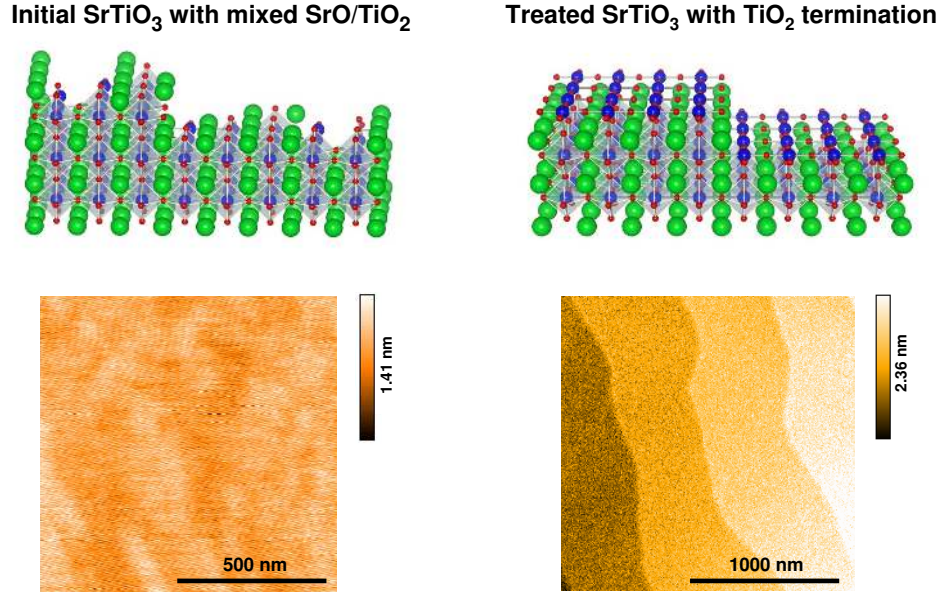 Initial SrTiO₃ with mixed SrO/TiO₂
Treated SrTiO₃ with TiO₂ termination
1.41 nm
500 nm
2.36 nm
1000 nm